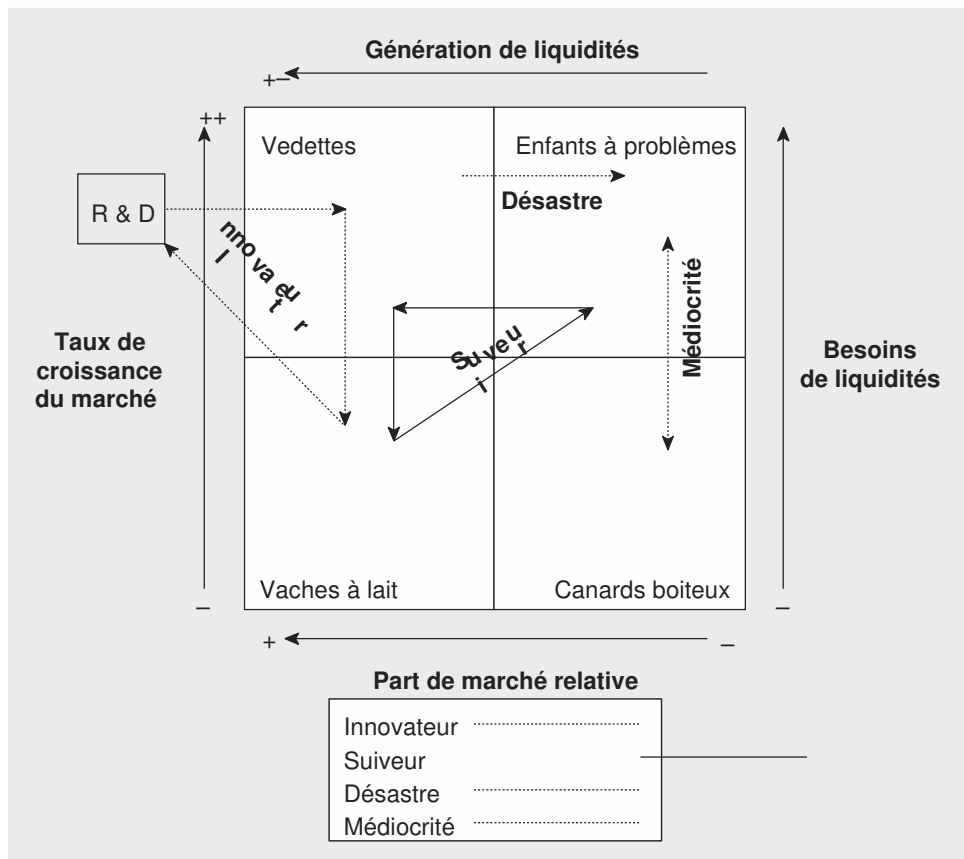 Génération de liquidités
+–
++
Vedettes
Enfants à problèmes
Désastre
R & D
Innovateur
Médiocrité
Suiveur
Taux de
croissance
du marché
Besoins
de liquidités
Vaches à lait
Canards boiteux
–
–
+
–
Part de marché relative
Innovateur
Suiveur
Désastre
Médiocrité